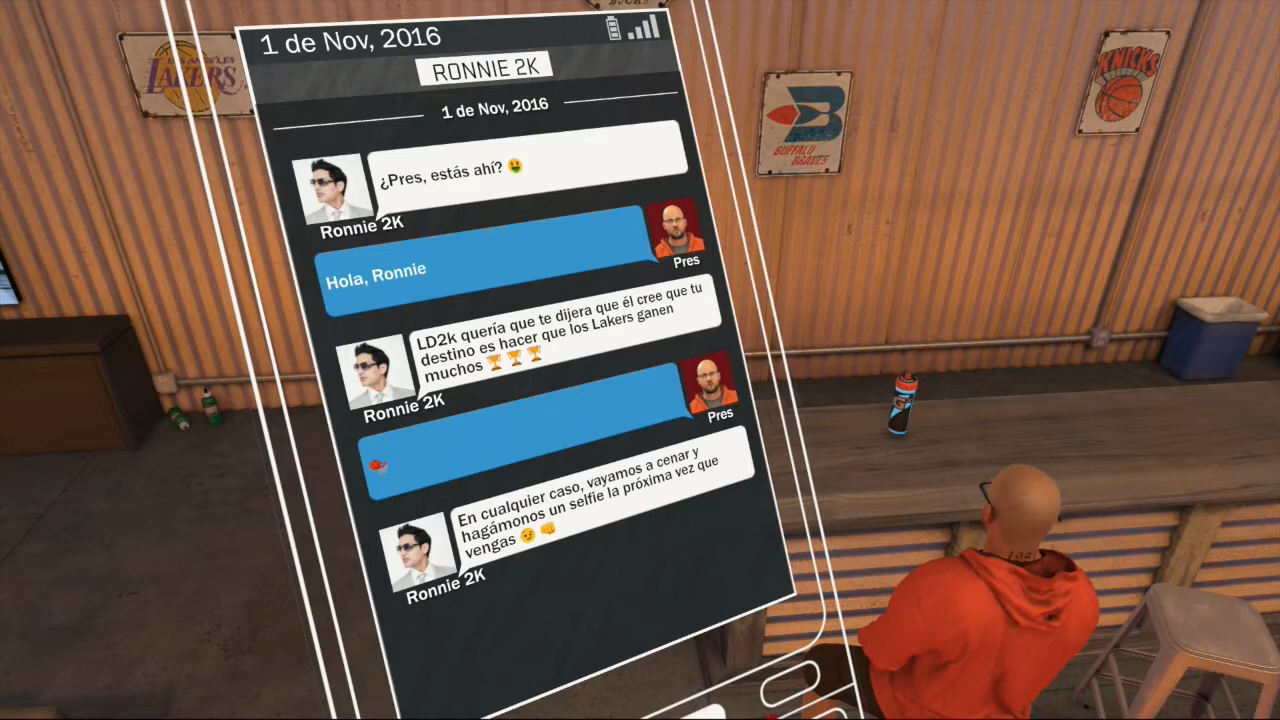 1 de Nov, 2016
RONNIE 2K
1 de Nov, 2016
¿Pres, estás ahí? 🤑
Ronnie 2K
Hola, Ronnie
Pres
LD2k quería que te dijera que él cree que tu
destino es hacer que los Lakers ganen
muchos 🏆 🏆 🏆
Ronnie 2K
Pres
En cualquier caso, vayamos a cenar y
hagámonos un selfie la próxima vez que
vengas 😏 👊
Ronnie 2K
LOS ANGELES
LAKERS
BUCKS
B
BUFFALO
BRAVES
KNICKS
G